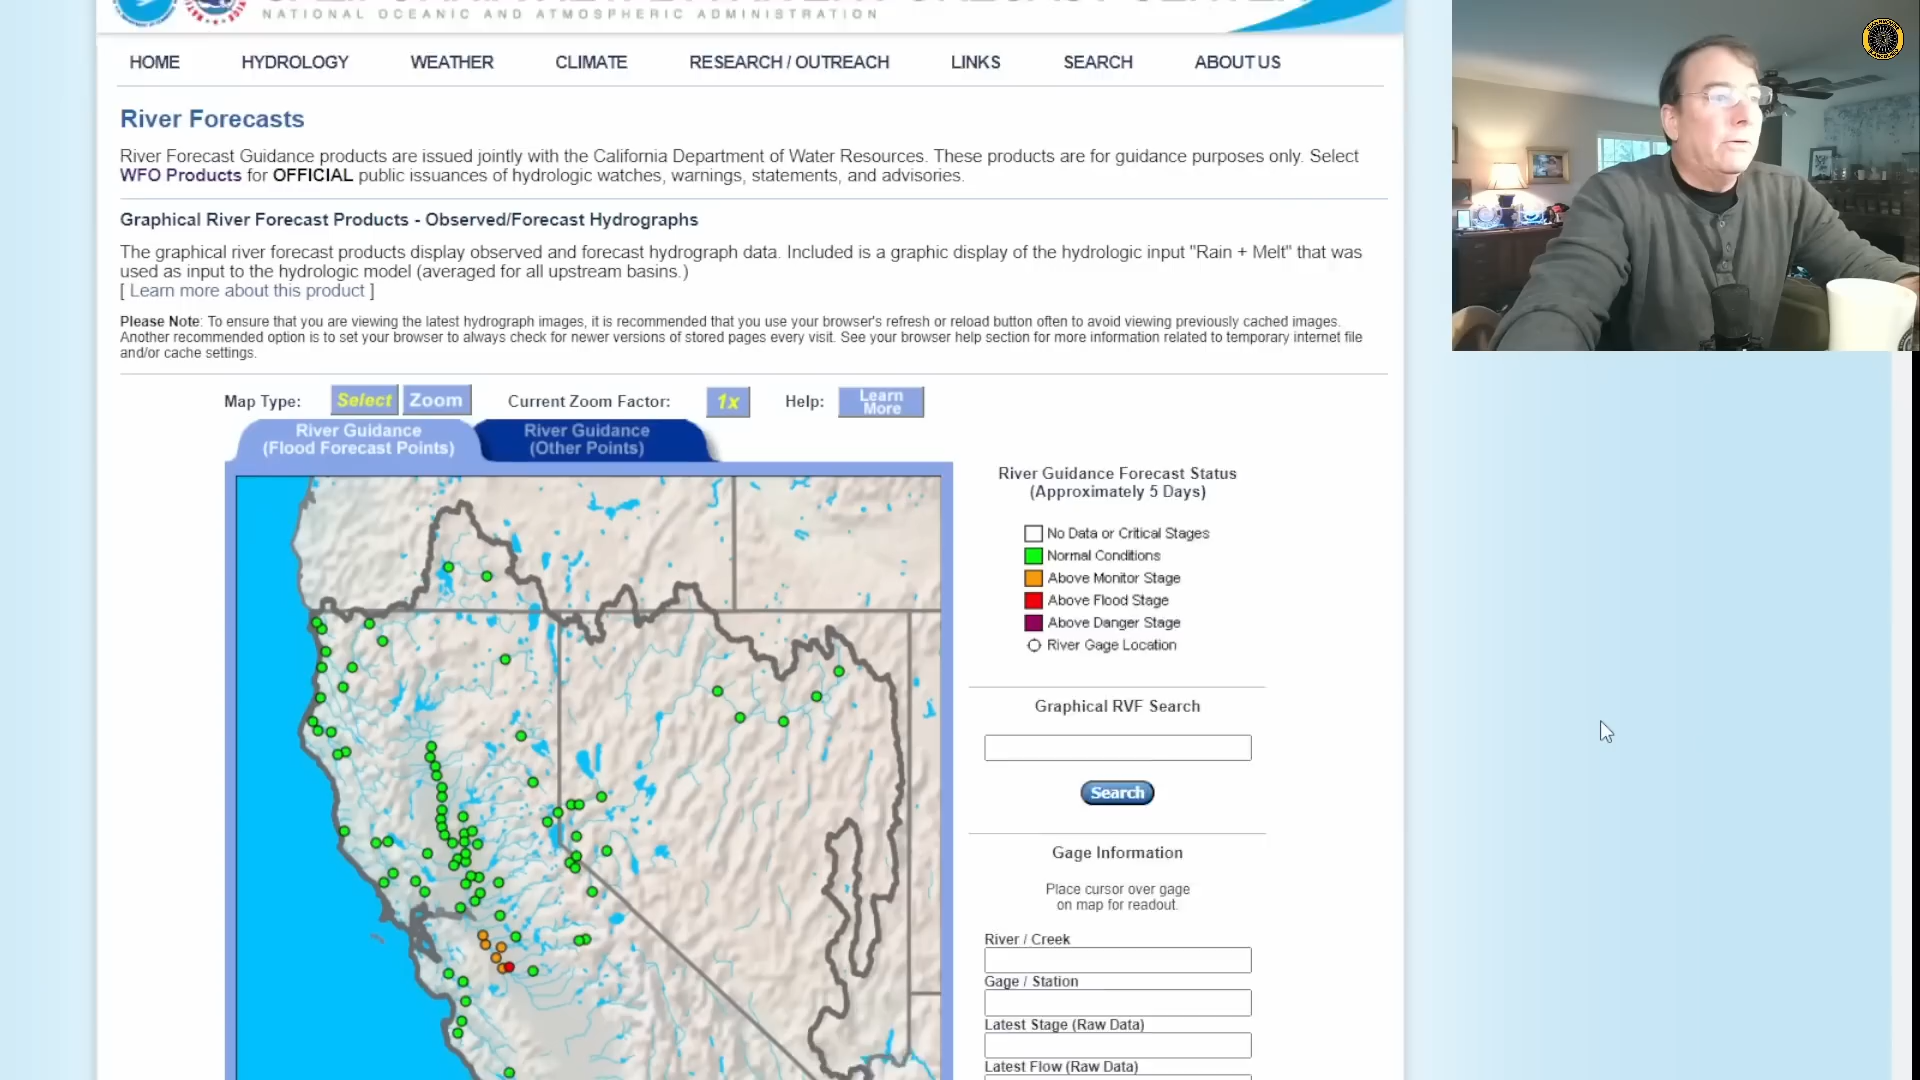 NATIONAL OCEANIC AND ATMOSPHERIC ADMINISTRATION
HOME HYDROLOGY WEATHER CLIMATE RESEARCH / OUTREACH LINKS SEARCH ABOUT US
River Forecasts
River Forecast Guidance products are issued jointly with the California Department of Water Resources. These products are for guidance purposes only. Select
WFO Products for OFFICIAL public issuances of hydrologic watches, warnings, statements, and advisories.
Graphical River Forecast Products - Observed/Forecast Hydrographs
The graphical river forecast products display observed and forecast hydrograph data. Included is a graphic display of the hydrologic input "Rain + Melt" that was
used as input to the hydrologic model (averaged for all upstream basins.)
[ Learn more about this product ]
Please Note: To ensure that you are viewing the latest hydrograph images, it is recommended that you use your browser's refresh or reload button often to avoid viewing previously cached images.
Another recommended option is to set your browser to always check for newer versions of stored pages every visit. See your browser help section for more information related to temporary internet file
and/or cache settings.
Map Type: Select Zoom Current Zoom Factor: 1x Help: Learn More
River Guidance
(Flood Forecast Points)
River Guidance
(Other Points)
River Guidance Forecast Status
(Approximately 5 Days)
No Data or Critical Stages
Normal Conditions
Above Monitor Stage
Above Flood Stage
Above Danger Stage
River Gage Location
Graphical RVF Search
Search
Gage Information
Place cursor over gage
on map for readout.
River / Creek
Gage / Station
Latest Stage (Raw Data)
Latest Flow (Raw Data)